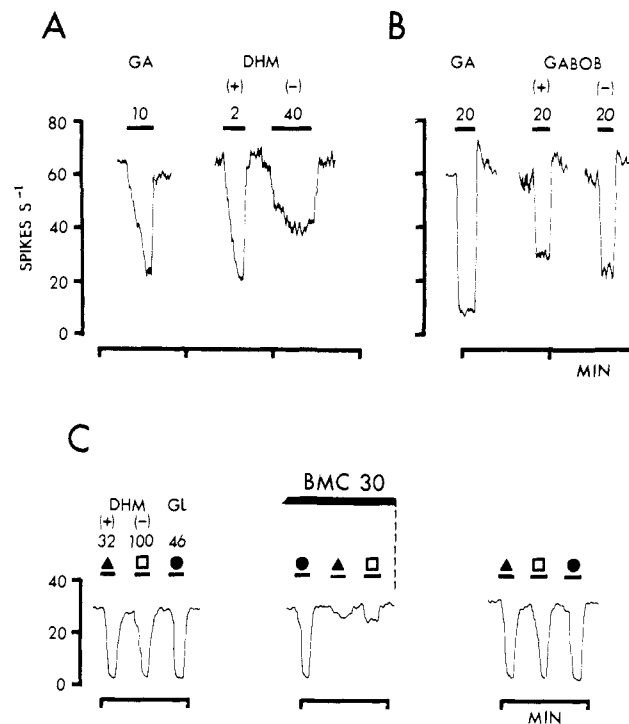 A
GA DHM
(+) (-)
10 2 40
80
60
40
20
0
SPIKES S⁻¹
B
GA GABOB
(+) (-)
20 20 20
MIN
C
DHM GL
(+) (-)
32 100 46
BMC 30
40
20
0
MIN